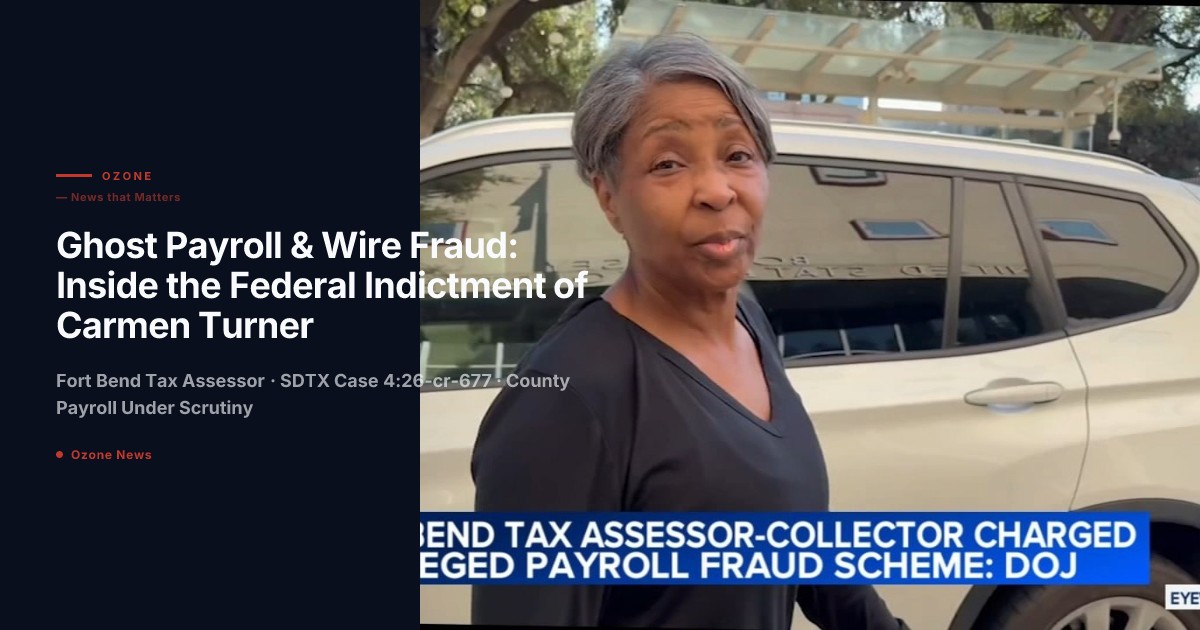 OZONE
— News that Matters
Ghost Payroll & Wire Fraud:
Inside the Federal Indictment of
Carmen Turner
Fort Bend Tax Assessor · SDTX Case 4:26-cr-677 · County
Payroll Under Scrutiny
Ozone News
BEND TAX ASSESSOR-COLLECTOR CHARGED
EGED PAYROLL FRAUD SCHEME: DOJ
EYE